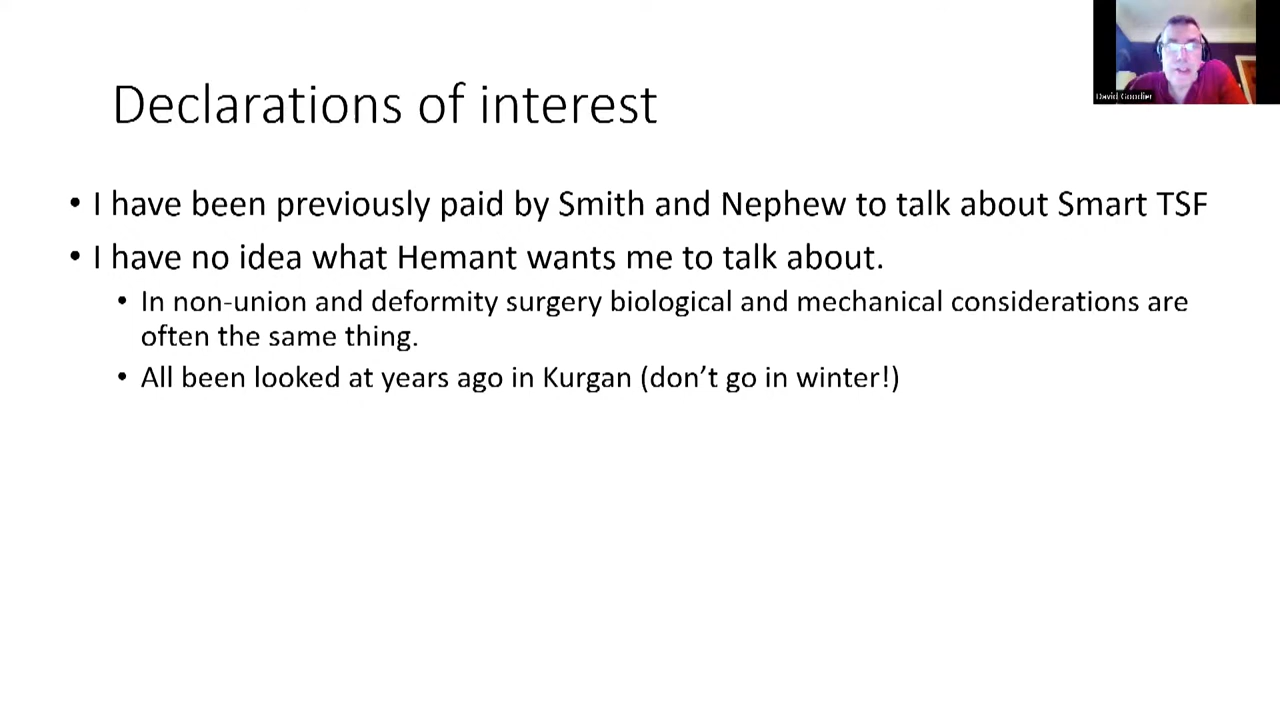 Declarations of interest
David Goodier
• I have been previously paid by Smith and Nephew to talk about Smart TSF
• I have no idea what Hemant wants me to talk about.
• In non-union and deformity surgery biological and mechanical considerations are
often the same thing.
• All been looked at years ago in Kurgan (don’t go in winter!)